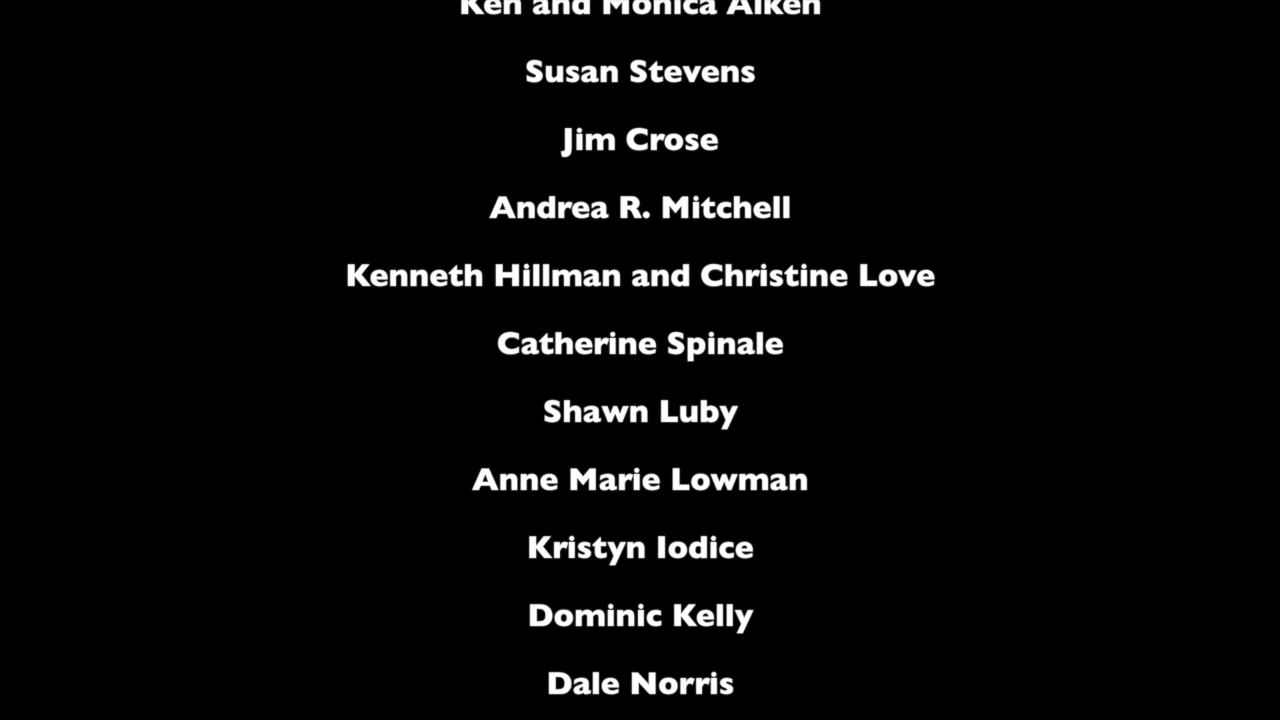 Ken and Monica Aiken
Susan Stevens
Jim Crose
Andrea R. Mitchell
Kenneth Hillman and Christine Love
Catherine Spinale
Shawn Luby
Anne Marie Lowman
Kristyn Iodice
Dominic Kelly
Dale Norris